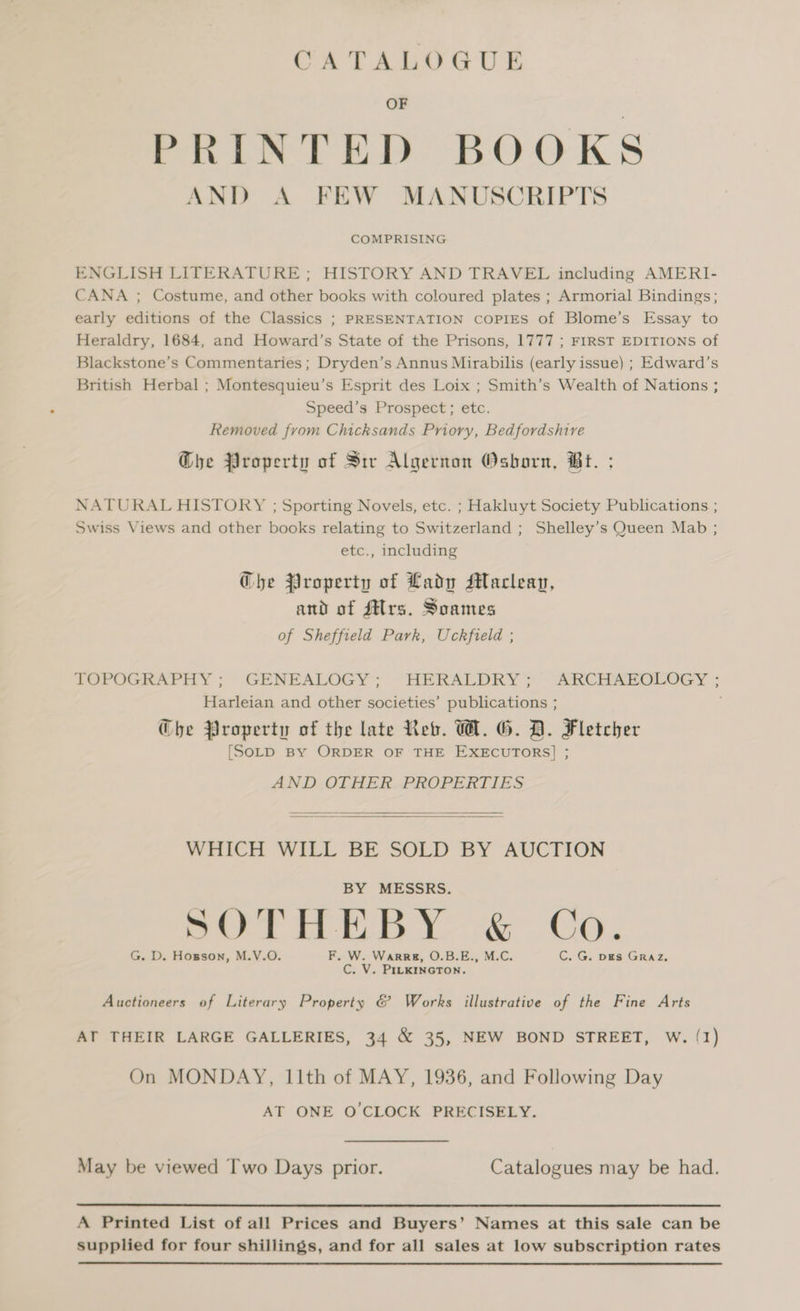 CATALOGUE
OF
PRINTED BOOKS
AND A FEW MANUSCRIPTS
COMPRISING
ENGLISH LITERATURE ; HISTORY AND TRAVEL including AMERI-
CANA ; Costume, and other books with coloured plates ; Armorial Bindings;
early editions of the Classics ; PRESENTATION COPIES of Blome's Essay to
Heraldry, 1684, and Howard's State of the Prisons, 1777 ; FIRST EDITIONS of
Blackstone's Commentaries ; Dryden's Annus Mirabilis (early issue) ; Edward's
British Herbal ; Montesquieu's Esprit des Loix ; Smith's Wealth of Nations ;
Speed's Prospect ; etc.
Removed from Chicksands Priory, Bedfordshire
The Property of Sir Algernon Osborn, Bt. ;
NATURAL HISTORY ; Sporting Novels, etc. ; Hakluyt Society Publications ;
Swiss Views and other books relating to Switzerland ; Shelley's Queen Mab ;
etc., including
The Property of Lady Macleay,
and of Mrs. Soames
of Sheffield Park, Uckfield ;
TOPOGRAPHY ; GENEALOGY ; HERALDRY ; ARCHAEOLOGY ;
Harleian and other societies' publications ;
The Property of the late Rev. W. G. D. Fletcher
[SOLD BY ORDER OF THE EXECUTORS] ;
AND OTHER PROPERTIES
WHICH WILL BE SOLD BY AUCTION
BY MESSRS.
SOTHEBY & Co.
G. D. HOBSON, M.V.O. F. W. WARRE, O.B.E., M.C. C. G. DES GRAZ.
C. V. PILKINGTON.
Auctioneers of Literary Property & Works illustrative of the Fine Arts
AT THEIR LARGE GALLERIES, 34 & 35, NEW BOND STREET, W. (1)
On MONDAY, 11th of MAY, 1936, and Following Day
AT ONE O'CLOCK PRECISELY.
May be viewed Two Days prior. Catalogues may be had.
A Printed List of all Prices and Buyers' Names at this sale can be
supplied for four shillings, and for all sales at low subscription rates